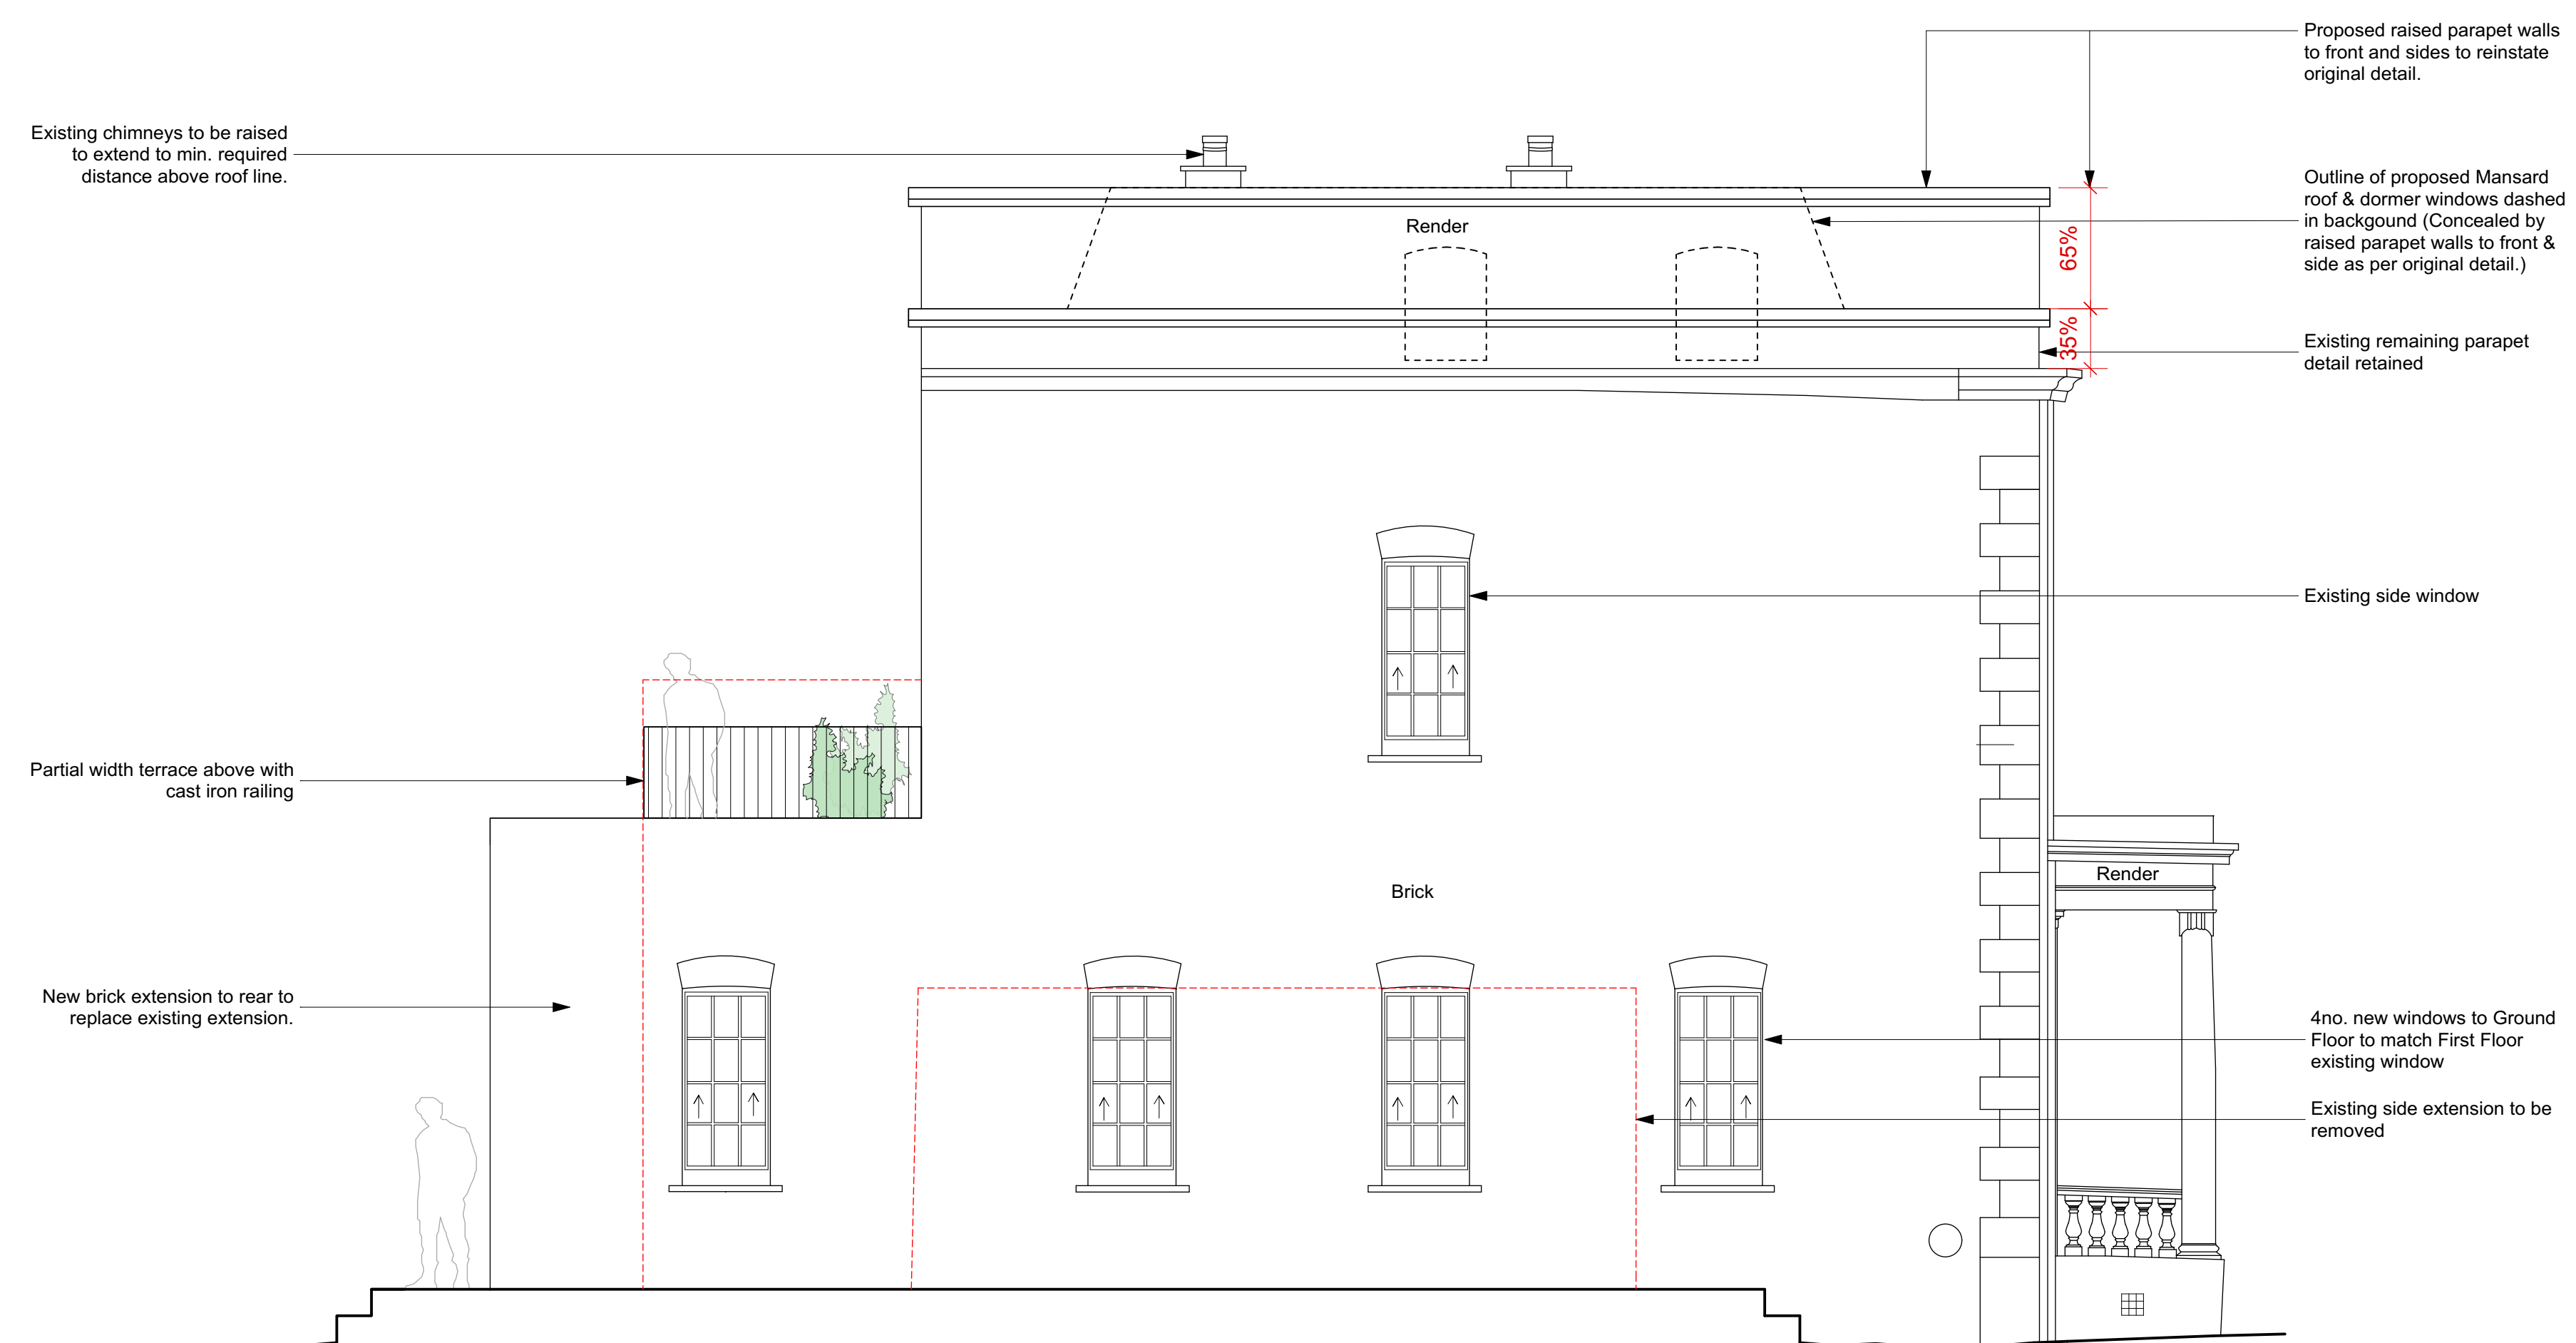 Proposed raised parapet walls
to front and sides to reinstate
original detail.
Existing chimneys to be raised
to extend to min. required
distance above roof line.
Outline of proposed Mansard
roof & dormer windows dashed
in backgound (Concealed by
raised parapet walls to front &
side as per original detail.)
Render
65%
35%
Existing remaining parapet
detail retained
Existing side window
Partial width terrace above with
cast iron railing
Render
Brick
New brick extension to rear to
replace existing extension.
4no. new windows to Ground
Floor to match First Floor
existing window
Existing side extension to be
removed